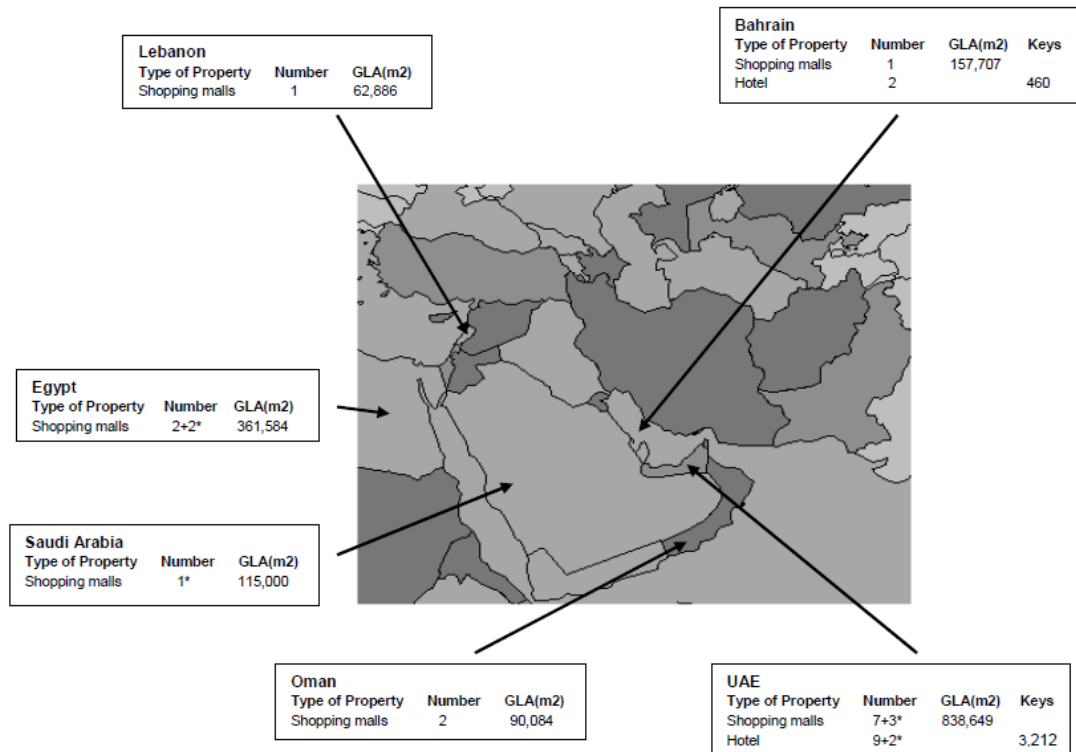 Lebanon
Type of Property Number GLA(m2)
Shopping malls 1 62,886
Bahrain
Type of Property Number GLA(m2) Keys
Shopping malls 1 157,707
Hotel 2 460
Egypt
Type of Property Number GLA(m2)
Shopping malls 2+2* 361,584
Saudi Arabia
Type of Property Number GLA(m2)
Shopping malls 1* 115,000
Oman
Type of Property Number GLA(m2)
Shopping malls 2 90,084
UAE
Type of Property Number GLA(m2) Keys
Shopping malls 7+3* 838,649
Hotel 9+2* 3,212